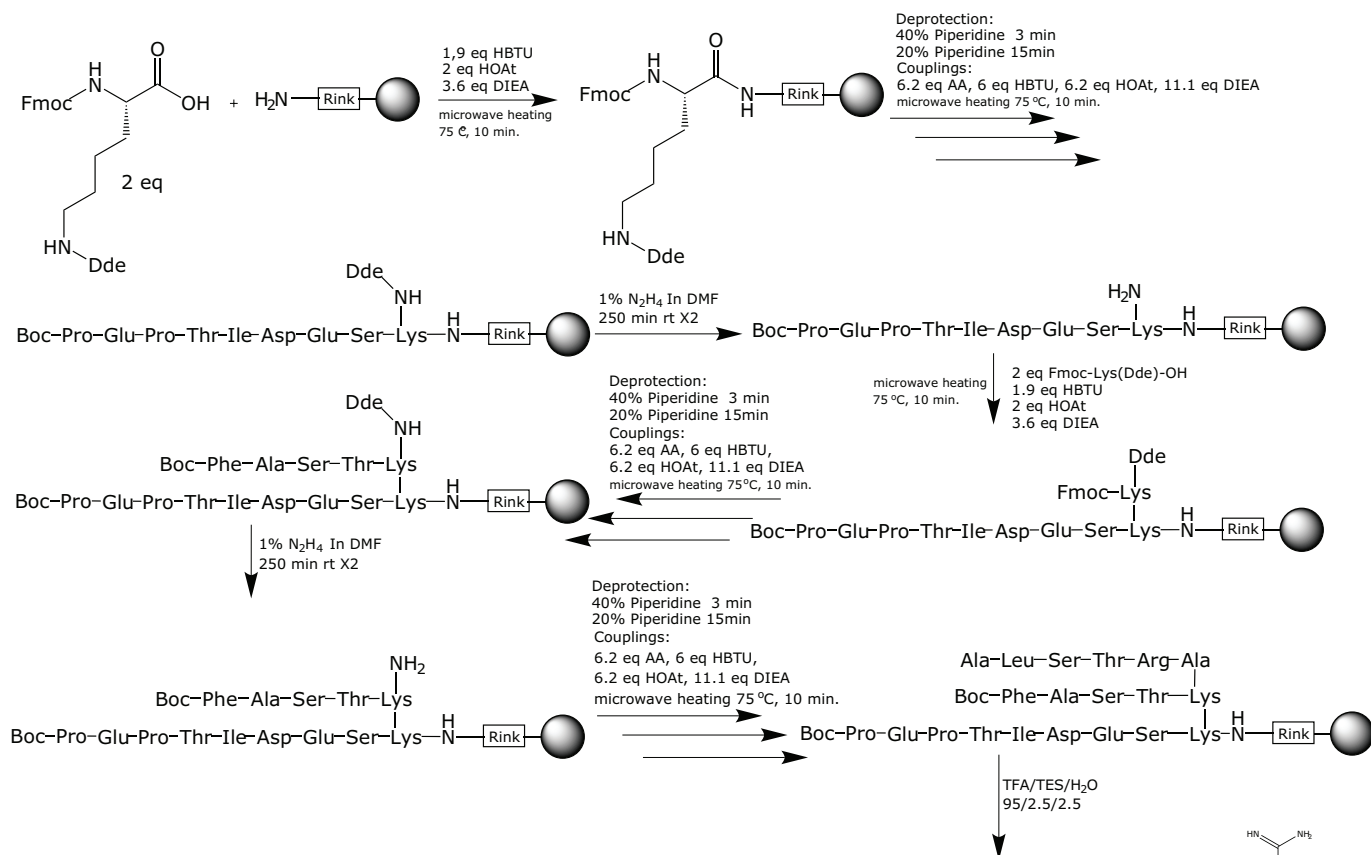 O
H
N
Fmoc
OH
+
H₂N
Rink
2 eq
HN
Dde
1,9 eq HBTU
2 eq HOAt
3.6 eq DIEA
microwave heating
75 ℃, 10 min.
O
H
N
Fmoc
N
H
Rink
HN
Dde
Deprotection:
40% Piperidine 3 min
20% Piperidine 15min
Couplings:
6.2 eq AA, 6 eq HBTU, 6.2 eq HOAt, 11.1 eq DIEA
microwave heating 75 °C, 10 min.
Dde
NH
Boc-Pro-Glu-Pro-Thr-Ile-Asp-Glu-Ser-Lys-N
H
Rink
1% N₂H₄ In DMF
250 min rt X2
H₂N
Boc-Pro-Glu-Pro-Thr-Ile-Asp-Glu-Ser-Lys-N
H
Rink
microwave heating
75 °C, 10 min.
2 eq Fmoc-Lys(Dde)-OH
1.9 eq HBTU
2 eq HOAt
3.6 eq DIEA
Dde
Fmoc-Lys
Boc-Pro-Glu-Pro-Thr-Ile-Asp-Glu-Ser-Lys-N
H
Rink
Deprotection:
40% Piperidine 3 min
20% Piperidine 15min
Couplings:
6.2 eq AA, 6 eq HBTU,
6.2 eq HOAt, 11.1 eq DIEA
microwave heating 75°C, 10 min.
Dde
NH
Boc-Phe-Ala-Ser-Thr-Lys
Boc-Pro-Glu-Pro-Thr-Ile-Asp-Glu-Ser-Lys-N
H
Rink
1% N₂H₄ In DMF
250 min rt X2
NH₂
Boc-Phe-Ala-Ser-Thr-Lys
Boc-Pro-Glu-Pro-Thr-Ile-Asp-Glu-Ser-Lys-N
H
Rink
Deprotection:
40% Piperidine 3 min
20% Piperidine 15min
Couplings:
6.2 eq AA, 6 eq HBTU,
6.2 eq HOAt, 11.1 eq DIEA
microwave heating 75 °C, 10 min.
Ala-Leu-Ser-Thr-Arg-Ala
Boc-Phe-Ala-Ser-Thr-Lys
Boc-Pro-Glu-Pro-Thr-Ile-Asp-Glu-Ser-Lys-N
H
Rink
TFA/TES/H₂O
95/2.5/2.5
HN
NH₂